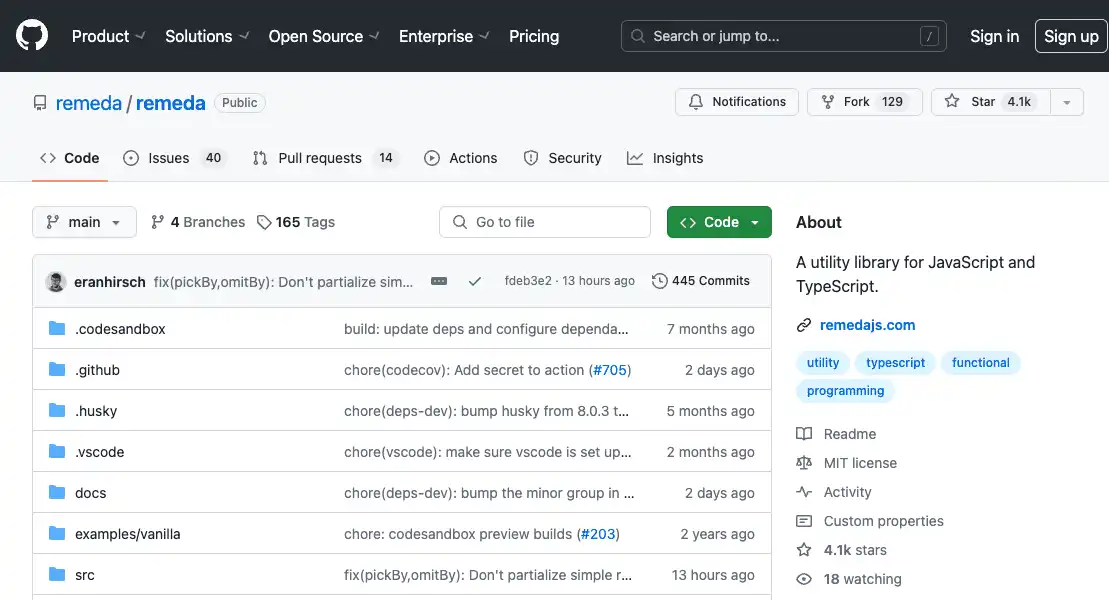 Product Solutions Open Source Enterprise Pricing Search or jump to... / Sign in Sign up
remeda / remeda Public Notifications Fork 129 Star 4.1k
Code Issues 40 Pull requests 14 Actions Security Insights
main 4 Branches 165 Tags Go to file Code
eranhirsch fix(pickBy,omitBy): Don't partialize sim... fdeb3e2 · 13 hours ago 445 Commits
.codesandbox build: update deps and configure dependa... 7 months ago
.github chore(codecov): Add secret to action (#705) 2 days ago
.husky chore(deps-dev): bump husky from 8.0.3 t... 5 months ago
.vscode chore(vscode): make sure vscode is set up... 2 months ago
docs chore(deps-dev): bump the minor group in ... 2 days ago
examples/vanilla chore: codesandbox preview builds (#203) 2 years ago
src fix(pickBy,omitBy): Don't partialize simple r... 13 hours ago
About
A utility library for JavaScript and
TypeScript.
remedajs.com
utility typescript functional
programming
Readme
MIT license
Activity
Custom properties
4.1k stars
18 watching